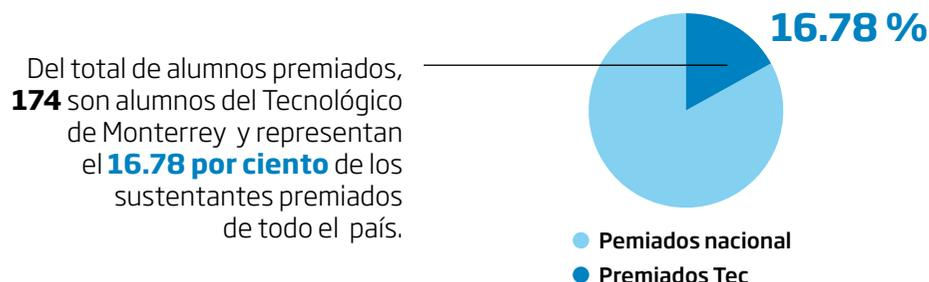 Del total de alumnos premiados,
174 son alumnos del Tecnológico
de Monterrey y representan
el 16.78 por ciento de los
sustentantes premiados
de todo el país.
16.78 %
Pemiados nacional
Premiados Tec